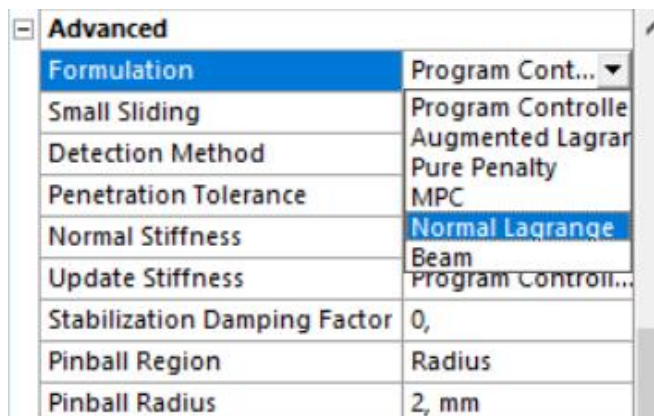 Advanced
Formulation Program Cont...
Small Sliding Program Controlle
Detection Method Augmented Lagrar
Pure Penalty
Penetration Tolerance MPC
Normal Stiffness Normal Lagrange
Beam
Update Stiffness Program Controll...
Stabilization Damping Factor 0,
Pinball Region Radius
Pinball Radius 2, mm